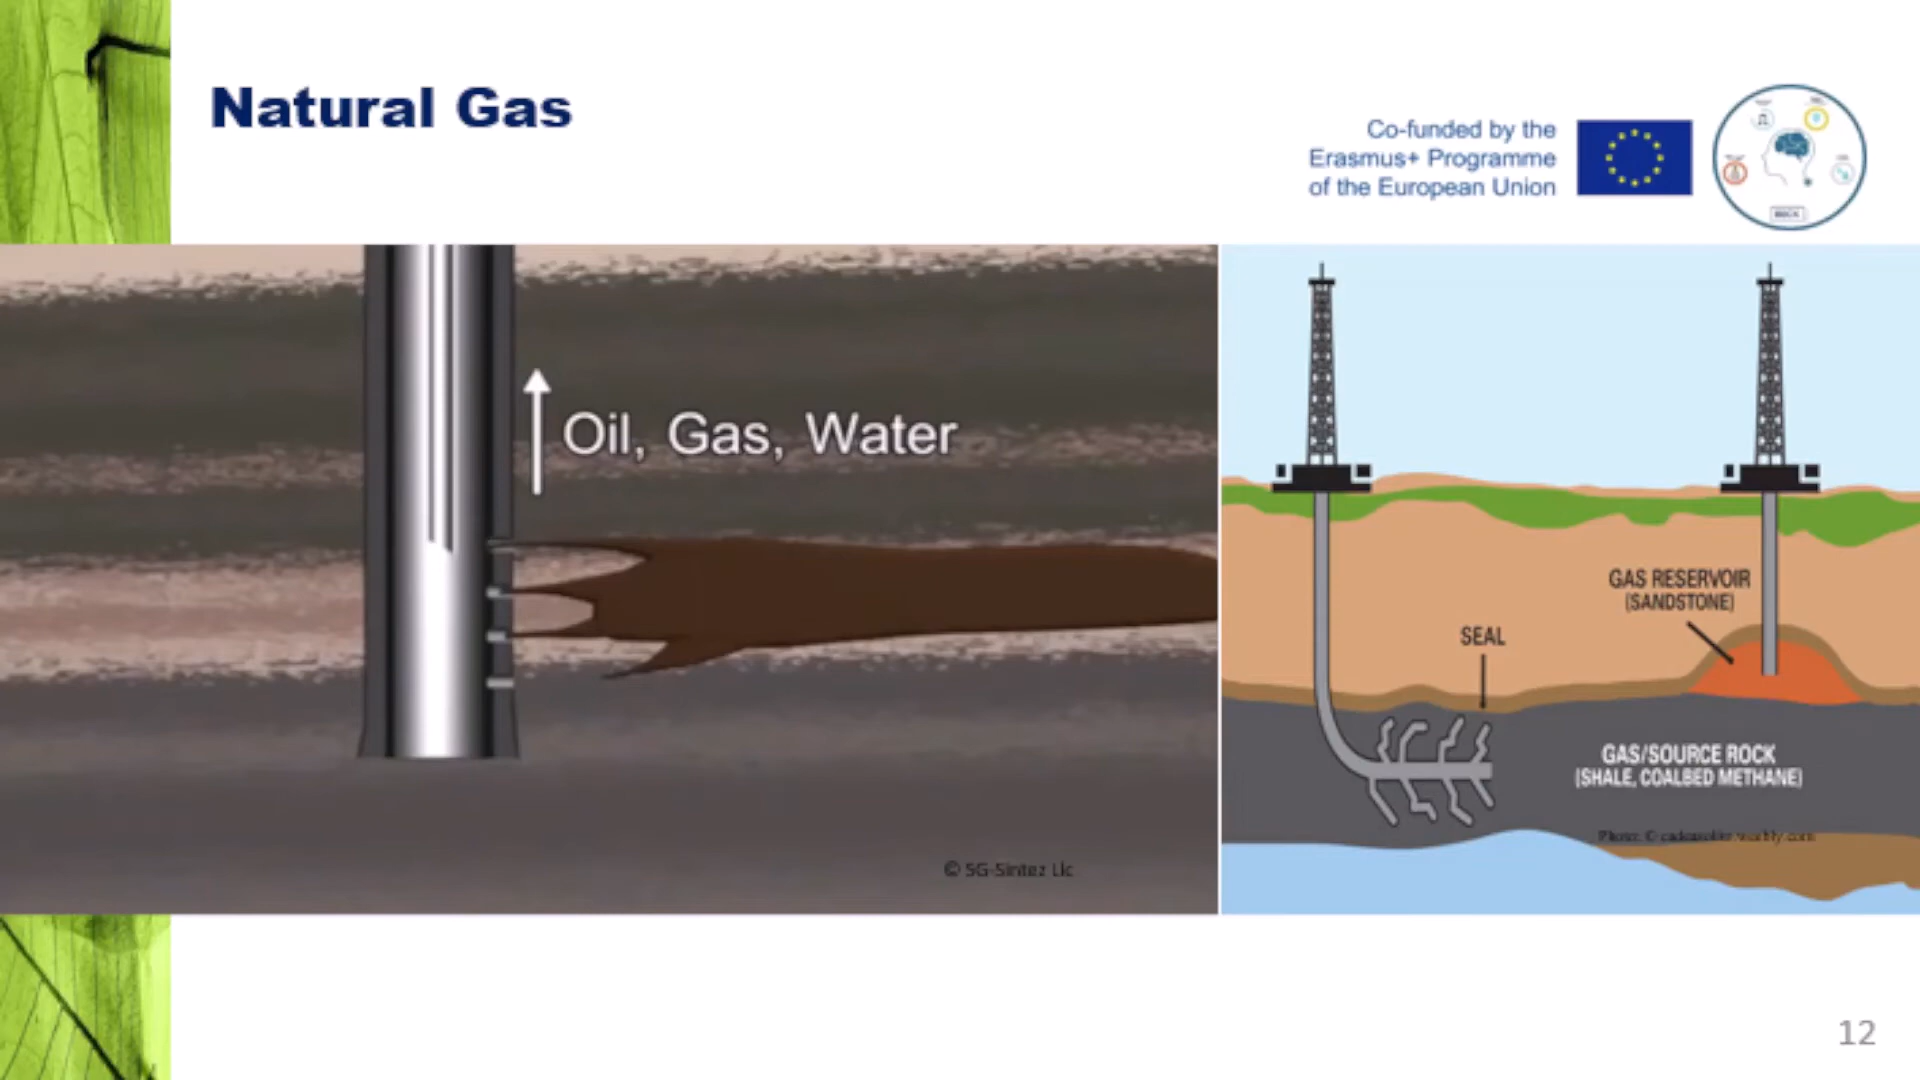 Natural Gas
Co-funded by the
Erasmus+ Programme
of the European Union
Oil, Gas, Water
© SG-Sintez Llc
GAS RESERVOIR
(SANDSTONE)
SEAL
GAS/SOURCE ROCK
(SHALE, COALBED METHANE)
Photo: ©
12